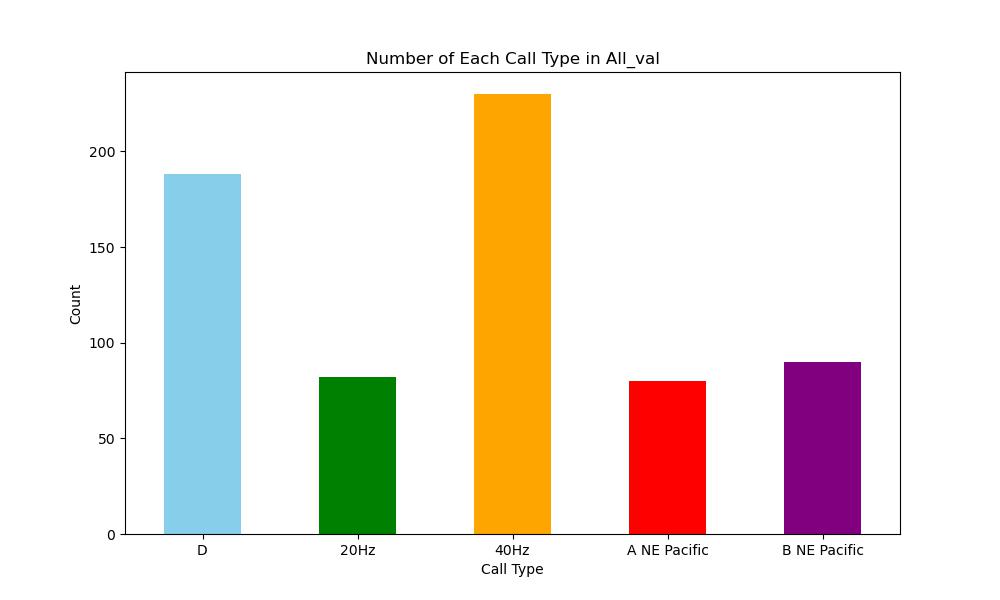 Number of Each Call Type in All_val
Count
200
150
100
50
0
D
20Hz
40Hz
A NE Pacific
B NE Pacific
Call Type